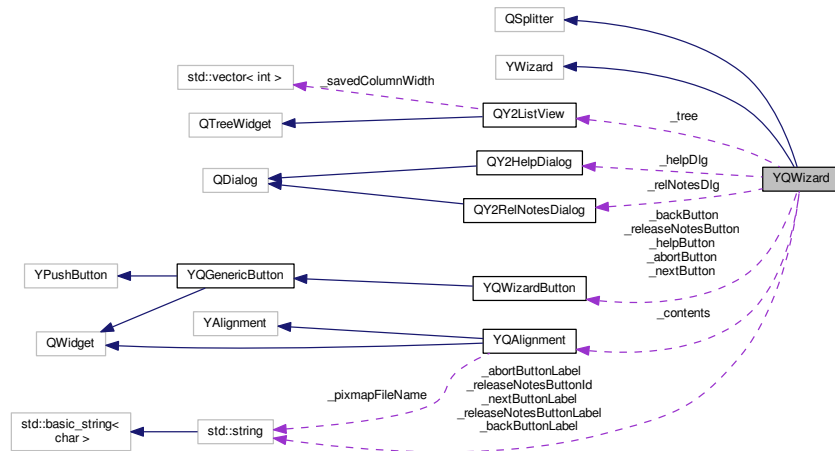 QSplitter
YWizard
std::vector< int >
_savedColumnWidth
QY2ListView
_tree
QTreeWidget
QY2HelpDialog
_helpDlg
QDialog
YQWizard
_relNotesDlg
QY2RelNotesDialog
_backButton
_releaseNotesButton
_helpButton
_abortButton
_nextButton
YPushButton
YQGenericButton
YQWizardButton
_contents
YAlignment
QWidget
YQAlignment
_abortButtonLabel
_releaseNotesButtonId
_nextButtonLabel
_releaseNotesButtonLabel
_backButtonLabel
_pixmapFileName
std::basic_string<
char >
std::string